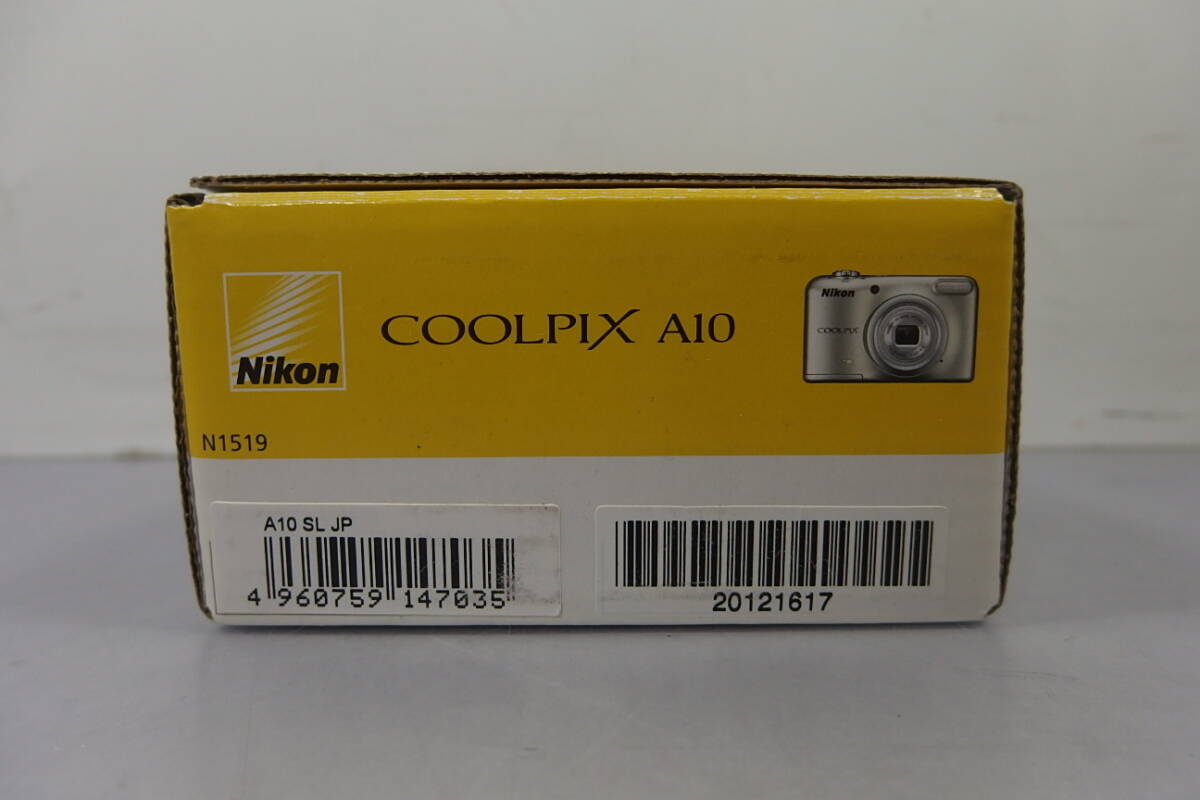 Nikon
COOLPIX A10
Nikon
COOLPIX
N1519
A10 SL JP
4 960759 147035
20121617